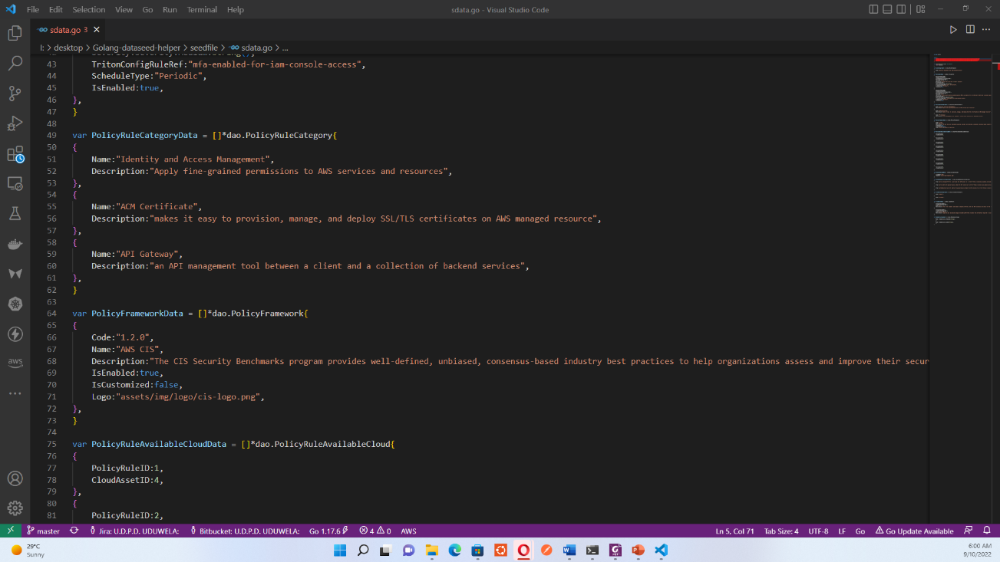 File Edit Selection View Go Run Terminal Help
sdata.go - Visual Studio Code
GO sdata.go 3
I: > desktop > Golang-dataseed-helper > seedfile > GO sdata.go > ...
43 TritonConfigRuleRef:"mfa-enabled-for-iam-console-access",
44 ScheduleType:"Periodic",
45 IsEnabled:true,
46 },
47 }
48
49 var PolicyRuleCategoryData = []*dao.PolicyRuleCategory{
50 {
51 Name:"Identity and Access Management",
52 Description:"Apply fine-grained permissions to AWS services and resources",
53 },
54 {
55 Name:"ACM Certificate",
56 Description:"makes it easy to provision, manage, and deploy SSL/TLS certificates on AWS managed resource",
57 },
58 {
59 Name:"API Gateway",
60 Description:"an API management tool between a client and a collection of backend services",
61 },
62 }
63
64 var PolicyFrameworkData = []*dao.PolicyFramework{
65 {
66 Code:"1.2.0",
67 Name:"AWS CIS",
68 Description:"The CIS Security Benchmarks program provides well-defined, unbiased, consensus-based industry best practices to help organizations assess and improve their secur
69 IsEnabled:true,
70 IsCustomized:false,
71 Logo:"assets/img/logo/cis-logo.png",
72 },
73 }
74
75 var PolicyRuleAvailableCloudData = []*dao.PolicyRuleAvailableCloud{
76 {
77 PolicyRuleID:1,
78 CloudAssetID:4,
79 },
80 {
81 PolicyRuleID:2,
aws
master Jira: U.D.P.D. UDUWELA: Bitbucket: U.D.P.D. UDUWELA: Go 1.17.6 4 0 AWS Ln 5, Col 71 Tab Size: 4 UTF-8 LF Go Go Update Available
29°C
Sunny
6:00 AM
9/10/2022